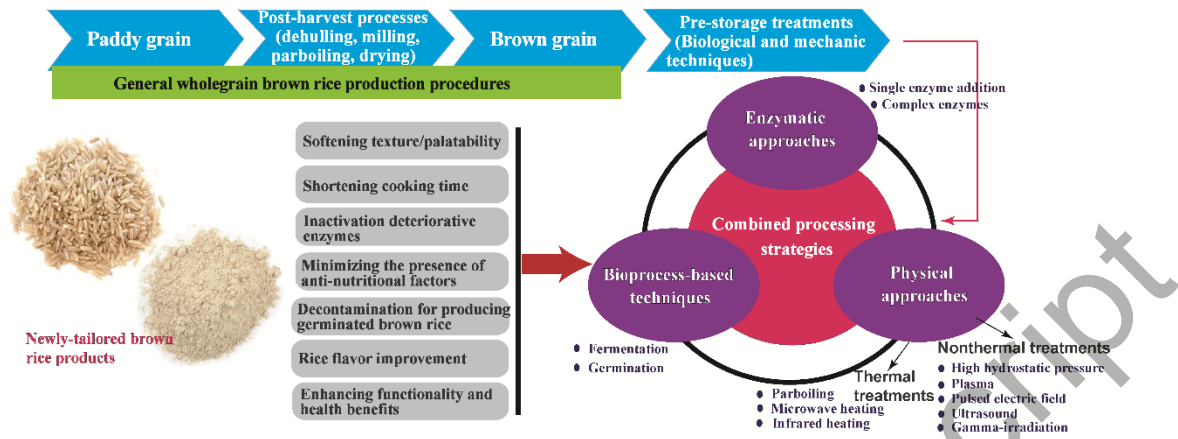 Paddy grain
Post-harvest processes
(dehulling, milling,
parboiling, drying)
Brown grain
Pre-storage treatments
(Biological and mechanic
techniques)
General wholegrain brown rice production procedures
Softening texture/palatability
Shortening cooking time
Inactivation deteriorative
enzymes
Minimizing the presence of
anti-nutritional factors
Decontamination for producing
germinated brown rice
Rice flavor improvement
Enhancing functionality and
health benefits
Newly-tailored brown
rice products
Enzymatic
approaches
● Single enzyme addition
● Complex enzymes
Combined processing
strategies
Bioprocess-based
techniques
● Fermentation
● Germination
Physical
approaches
Thermal
treatments
● Parboiling
● Microwave heating
● Infrared heating
Nonthermal treatments
● High hydrostatic pressure
● Plasma
● Pulsed electric field
● Ultrasound
● Gamma-irradiation
cript